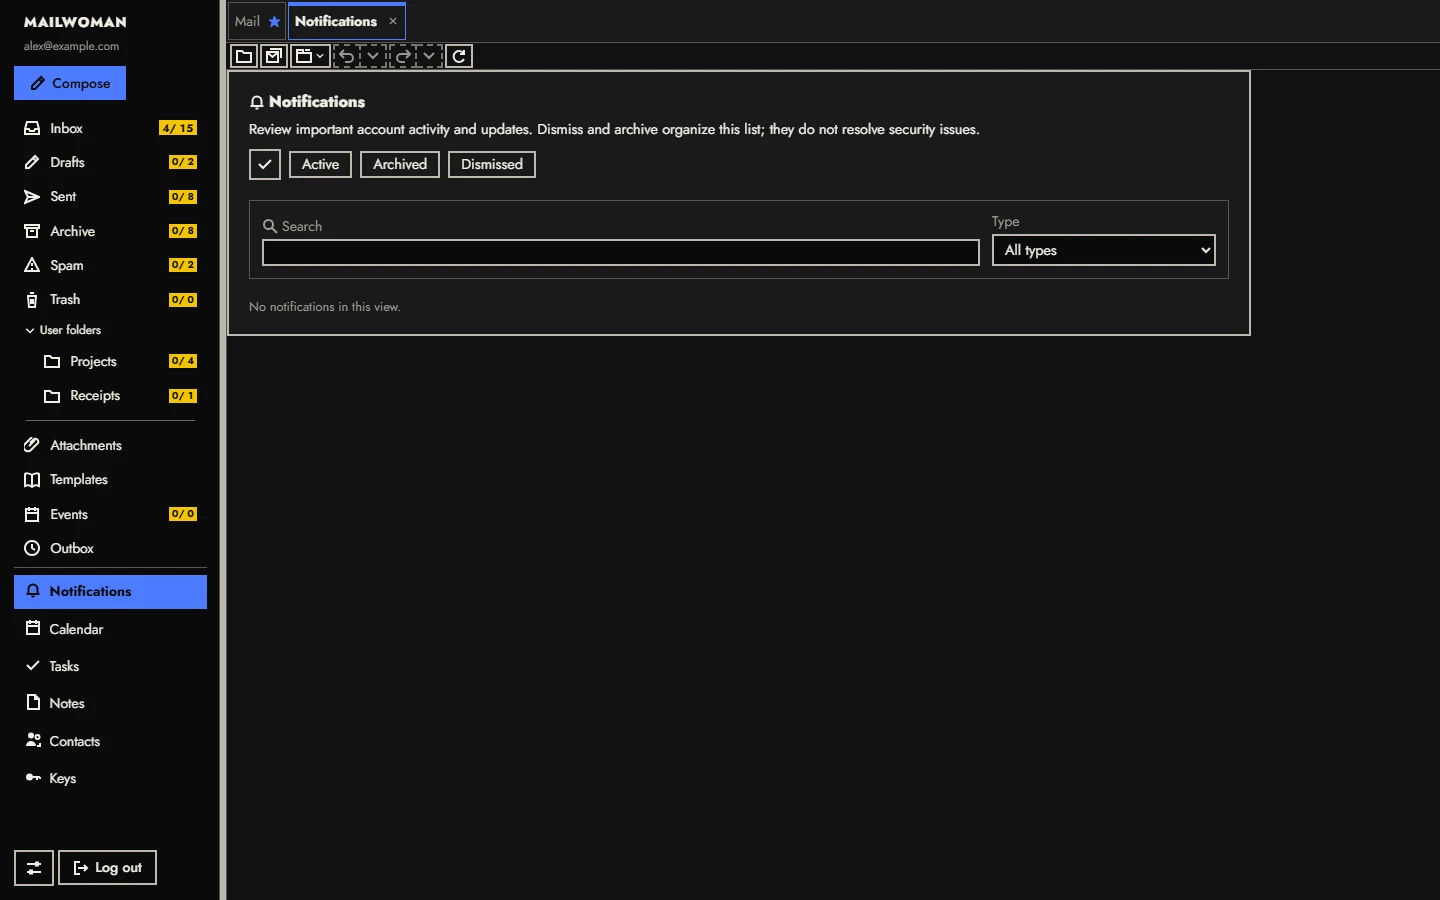 MAILWOMAN
alex@example.com
Compose
Inbox 4/ 15
Drafts 0/ 2
Sent 0/ 8
Archive 0/ 8
Spam 0/ 2
Trash 0/ 0
User folders
Projects 0/ 4
Receipts 0/ 1
Attachments
Templates
Events 0/ 0
Outbox
Notifications
Calendar
Tasks
Notes
Contacts
Keys
Log out
Mail Notifications
Notifications
Review important account activity and updates. Dismiss and archive organize this list; they do not resolve security issues.
Active Archived Dismissed
Search
Type
All types
No notifications in this view.